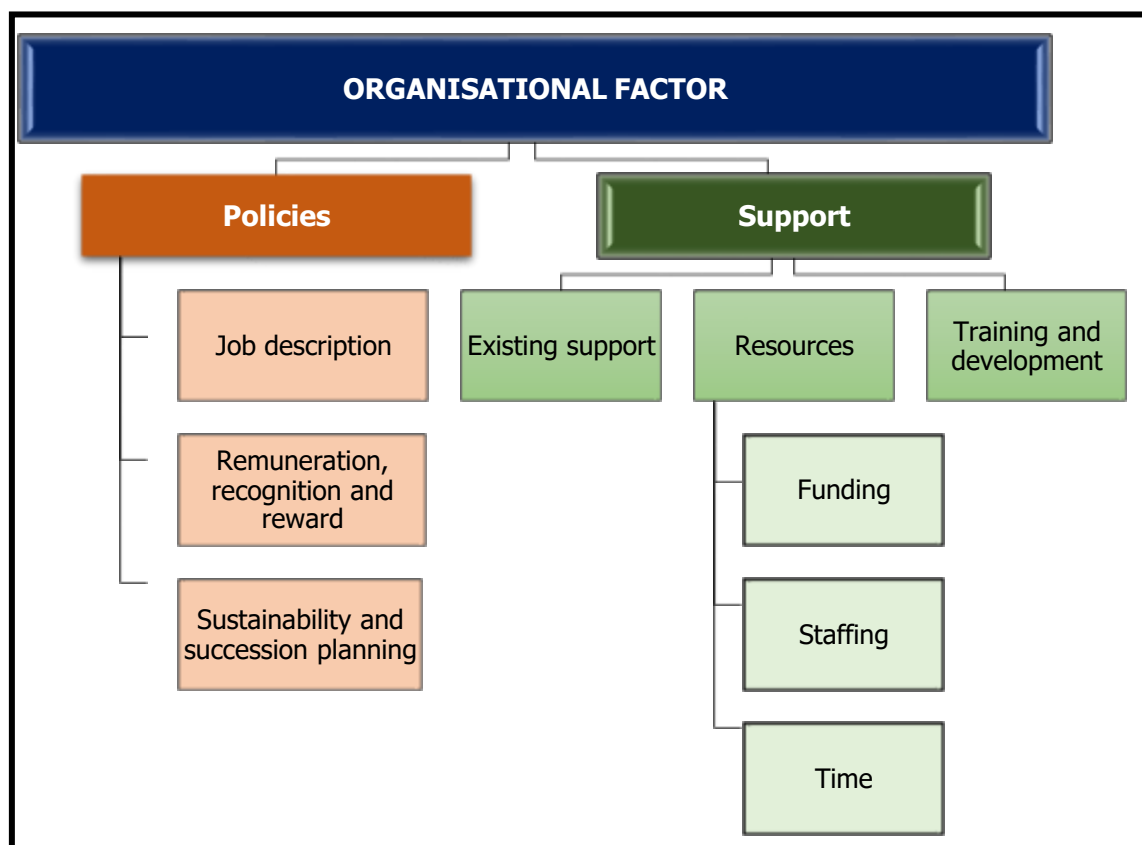 ORGANISATIONAL FACTOR
Policies
Support
Job description
Existing support
Resources
Training and
development
Remuneration,
recognition and
reward
Funding
Sustainability and
succession planning
Staffing
Time